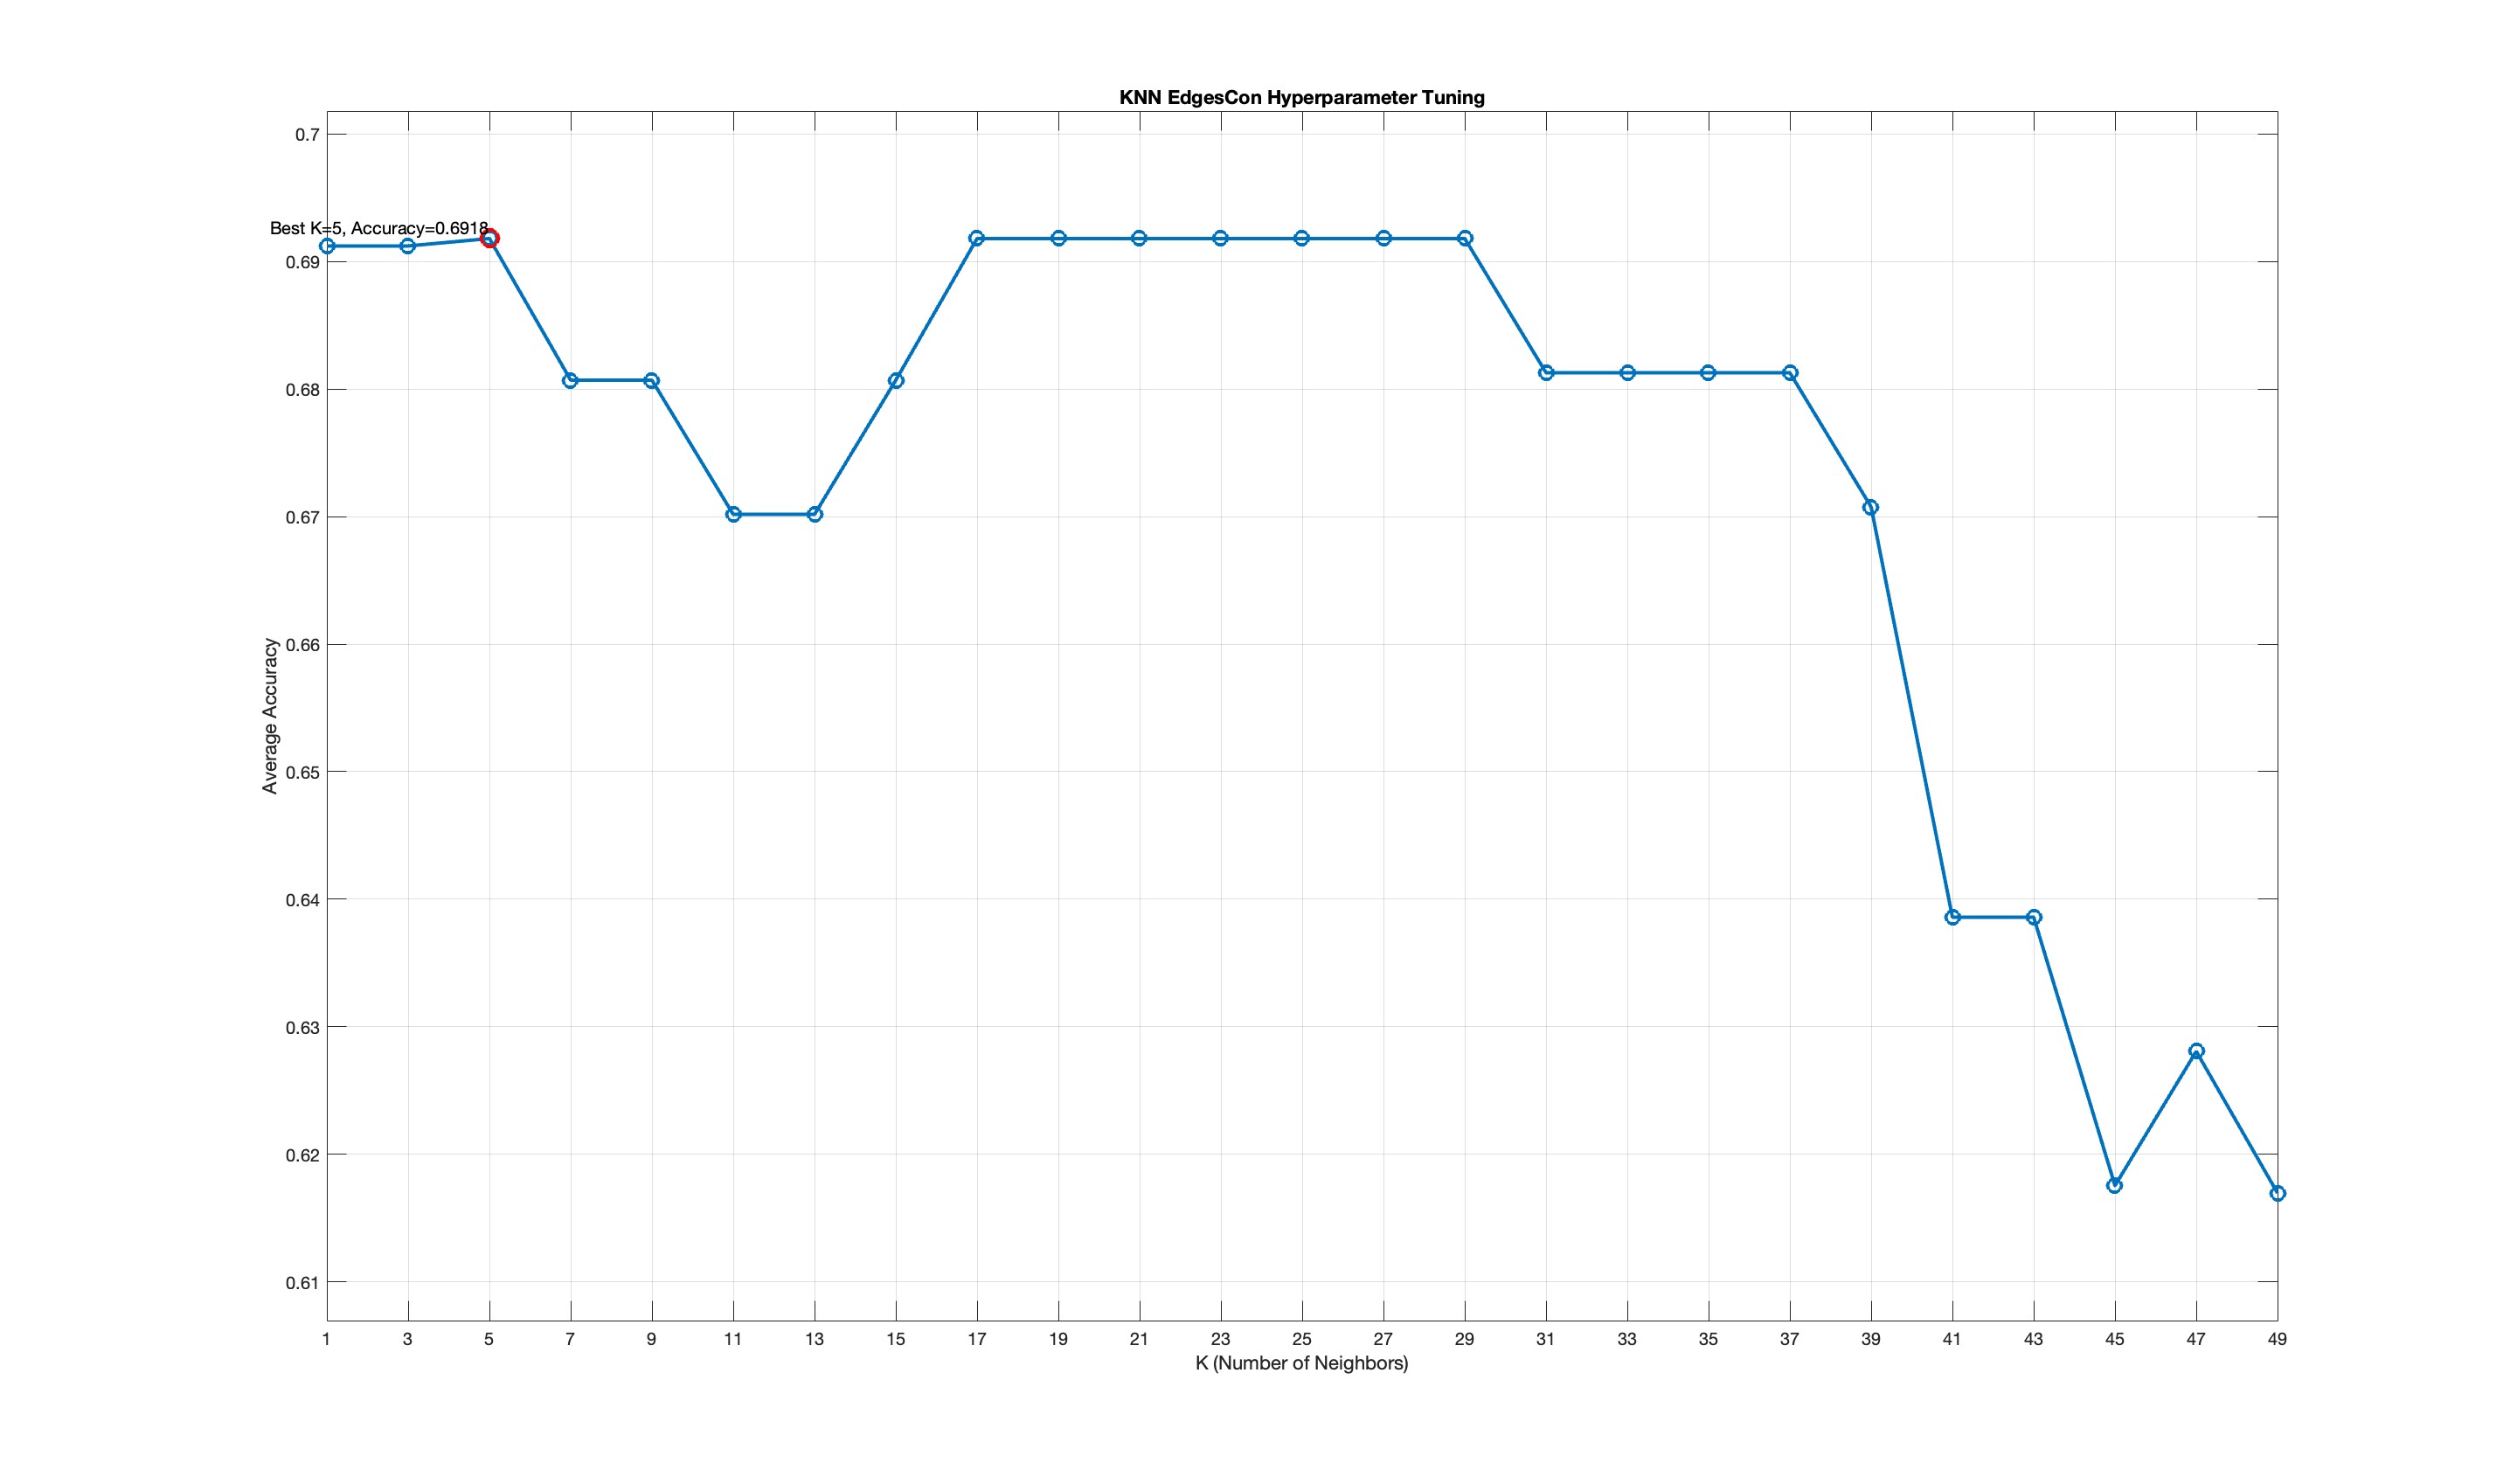 KNN EdgesCon Hyperparameter Tuning
0.7
Best K=5, Accuracy=0.6918
0.69
0.68
0.67
0.66
0.65
0.64
0.63
0.62
0.61
Average Accuracy
1 3 5 7 9 11 13 15 17 19 21 23 25 27 29 31 33 35 37 39 41 43 45 47 49
K (Number of Neighbors)